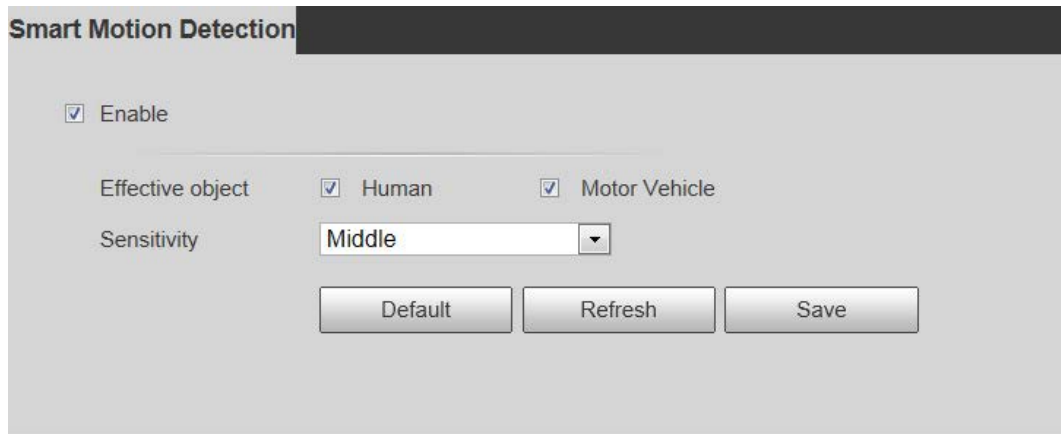 Smart Motion Detection
Enable
Effective object Human Motor Vehicle
Sensitivity Middle
Default Refresh Save